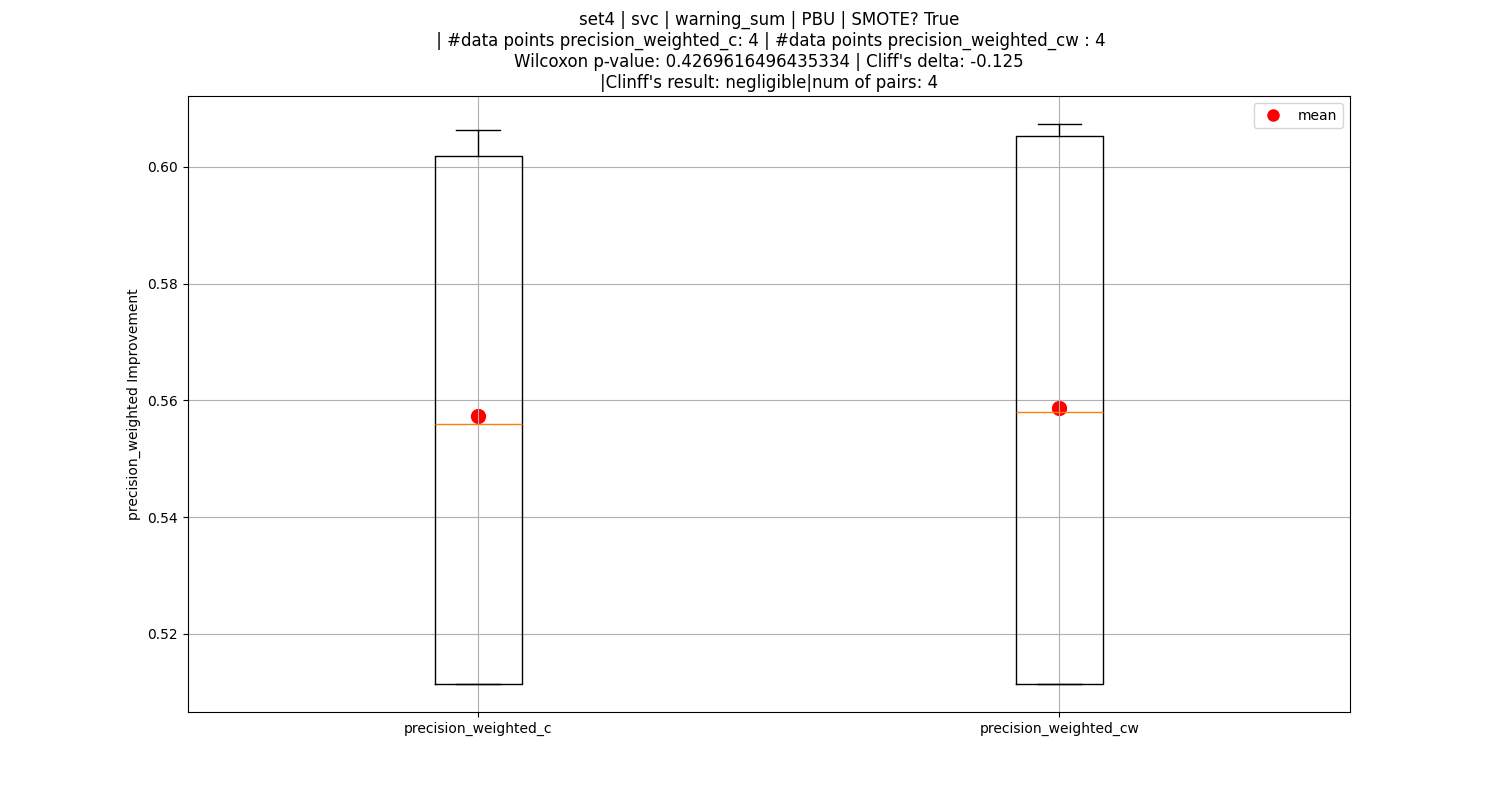 set4 | svc | warning_sum | PBU | SMOTE? True
| #data points precision_weighted_c: 4 | #data points precision_weighted_cw : 4
Wilcoxon p-value: 0.4269616496435334 | Cliff's delta: -0.125
|Clinff's result: negligible|num of pairs: 4
mean
precision_weighted Improvement
0.60
0.58
0.56
0.54
0.52
precision_weighted_c
precision_weighted_cw